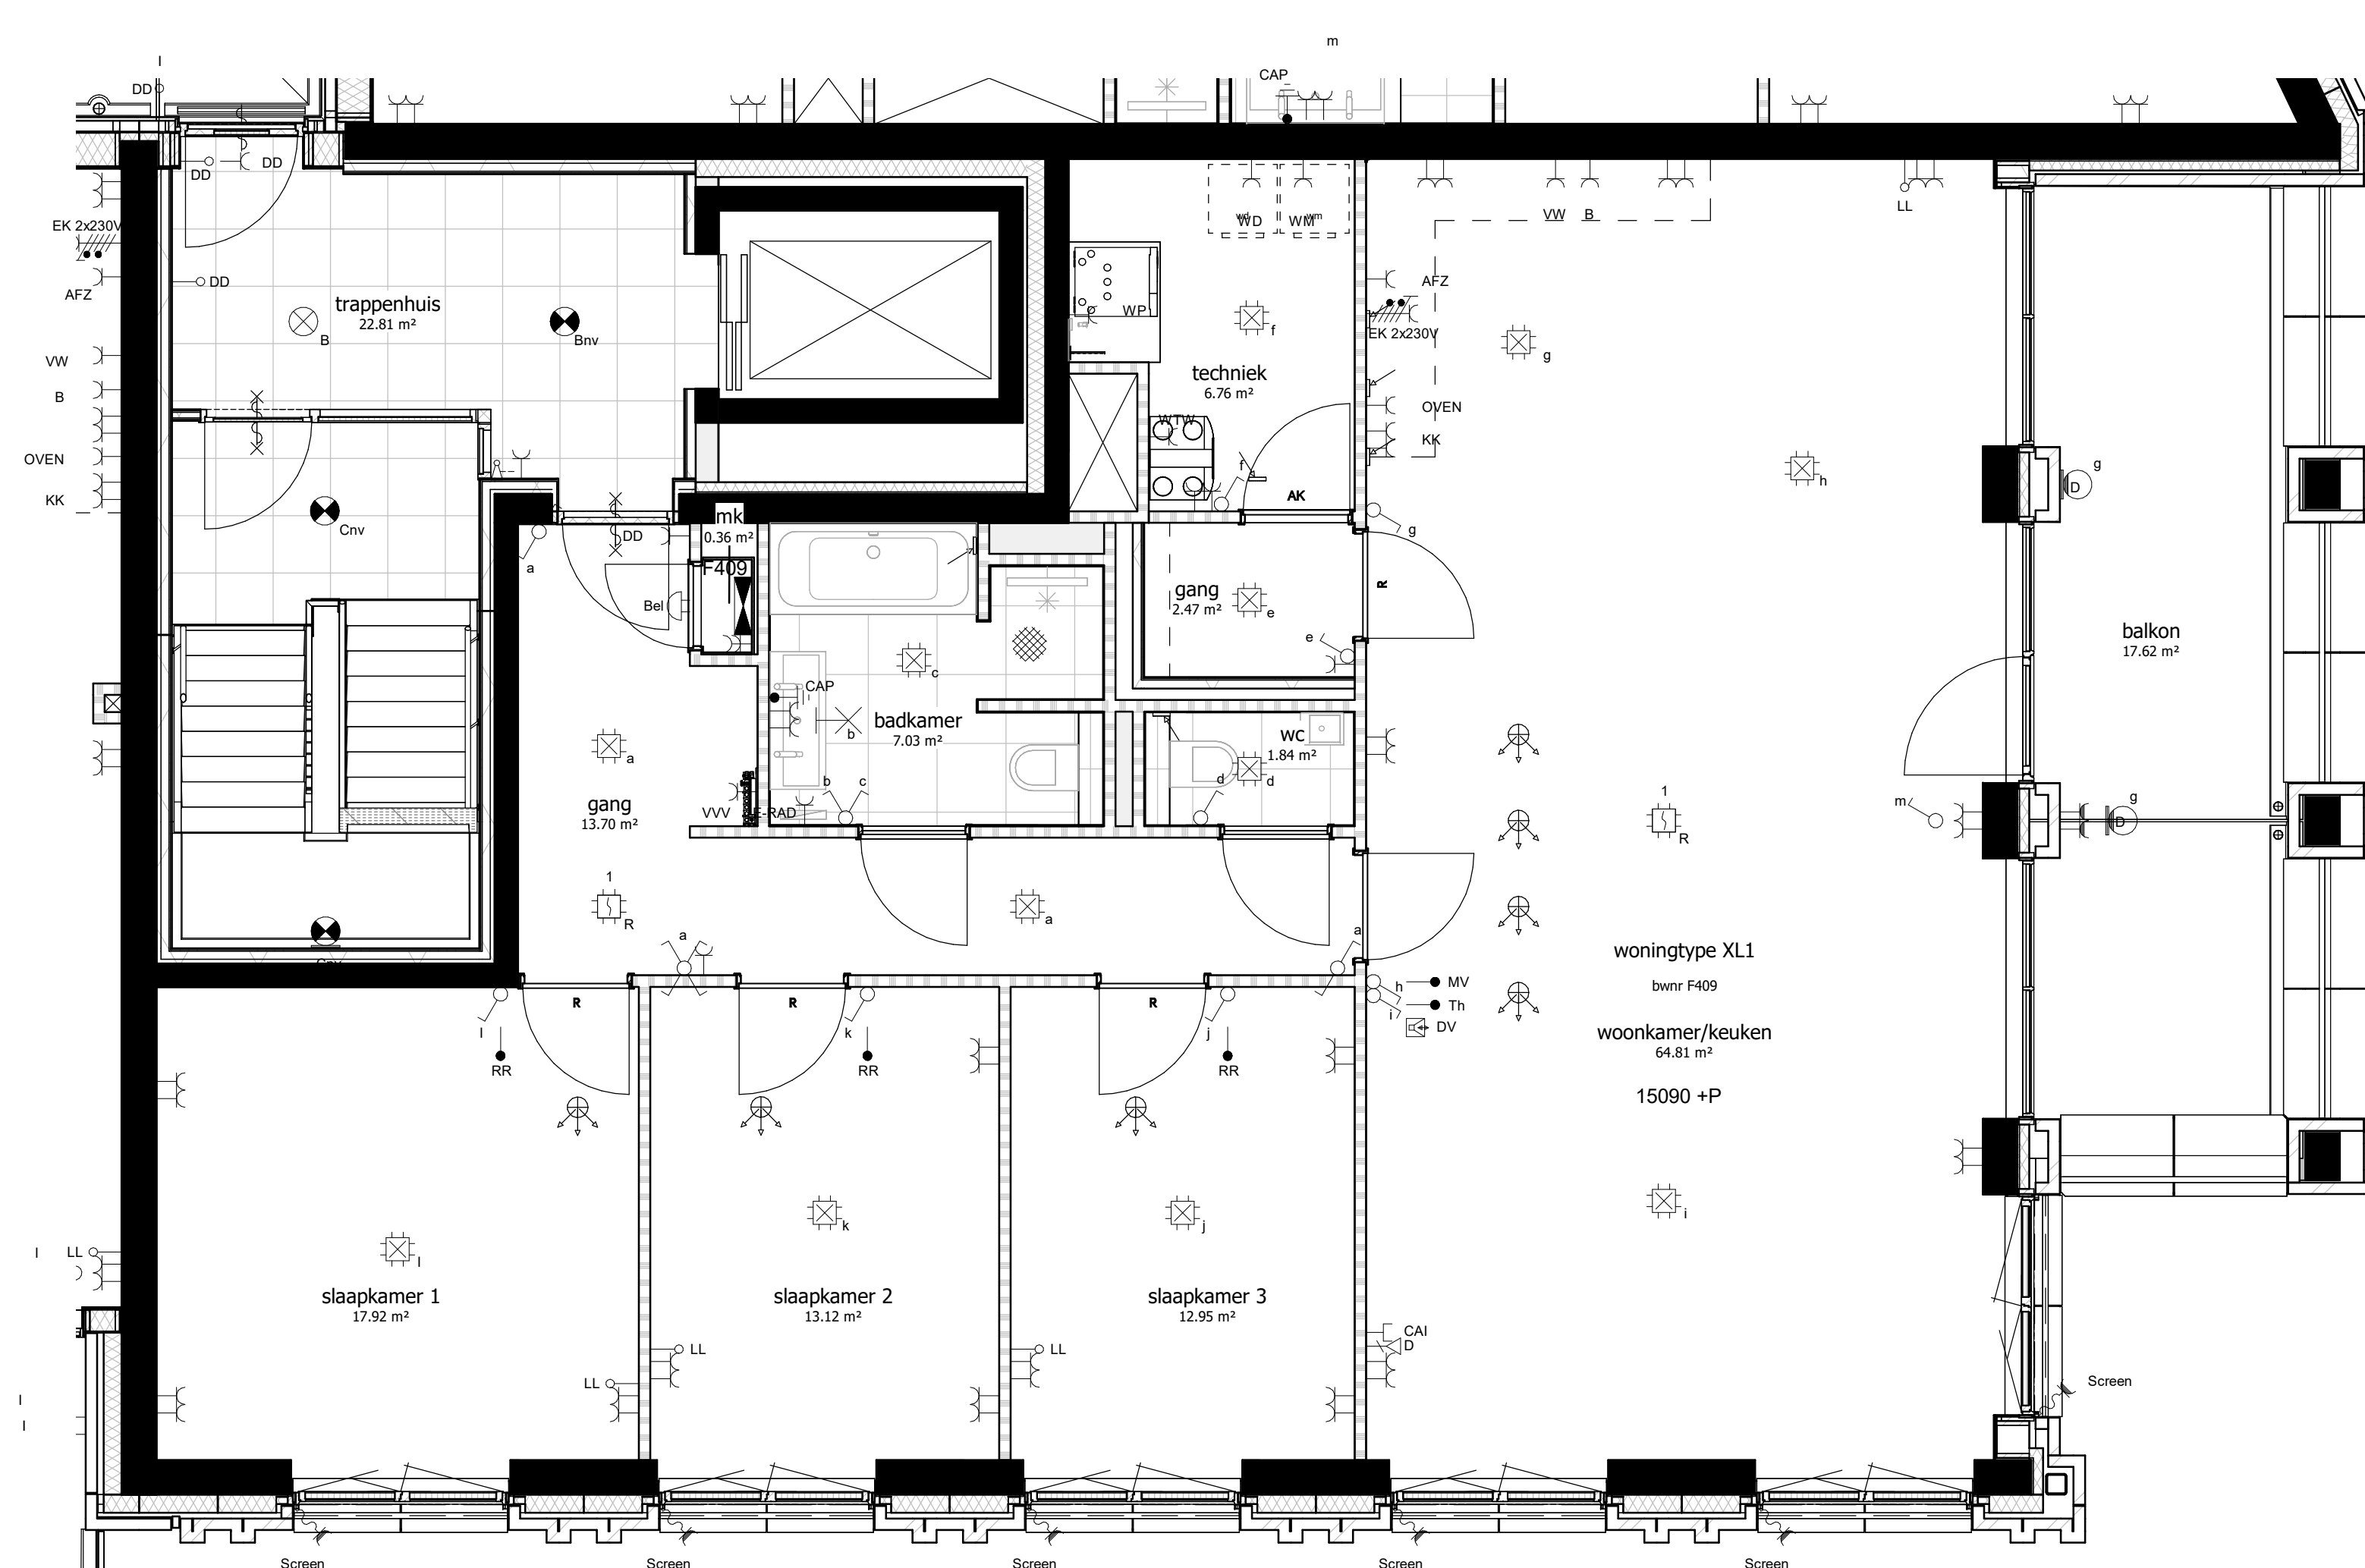 m
I
CAP
DD
DD
DD
EK 2x230V
WD
WM
wm
VW
B
LL
AFZ
DD
trappenhuis
22.81 m²
B
Bnv
WP
f
AFZ
EK 2x230V
g
VW
techniek
6.76 m²
B
OVEN
WTW
KK
OVEN
f
g
D
h
KK
AK
mk
0.36 m²
Cnv
DD
g
a
F409
R
gang
2.47 m²
e
Bel
e
balkon
17.62 m²
c
CAP
badkamer
7.03 m²
b
wc
1.84 m²
a
d
d
b
c
gang
13.70 m²
VVV
E-RAD
1
R
m
g
D
1
R
a
a
a
woningtype XL1
Cnv
h
MV
bwnr F409
R
R
R
Th
i
DV
l
k
j
woonkamer/keuken
64.81 m²
RR
RR
RR
15090 +P
k
j
i
I
LL
l
slaapkamer 1
17.92 m²
slaapkamer 2
13.12 m²
slaapkamer 3
12.95 m²
CAI
D
LL
LL
LL
Screen
I
I
Screen
Screen
Screen
Screen
Screen